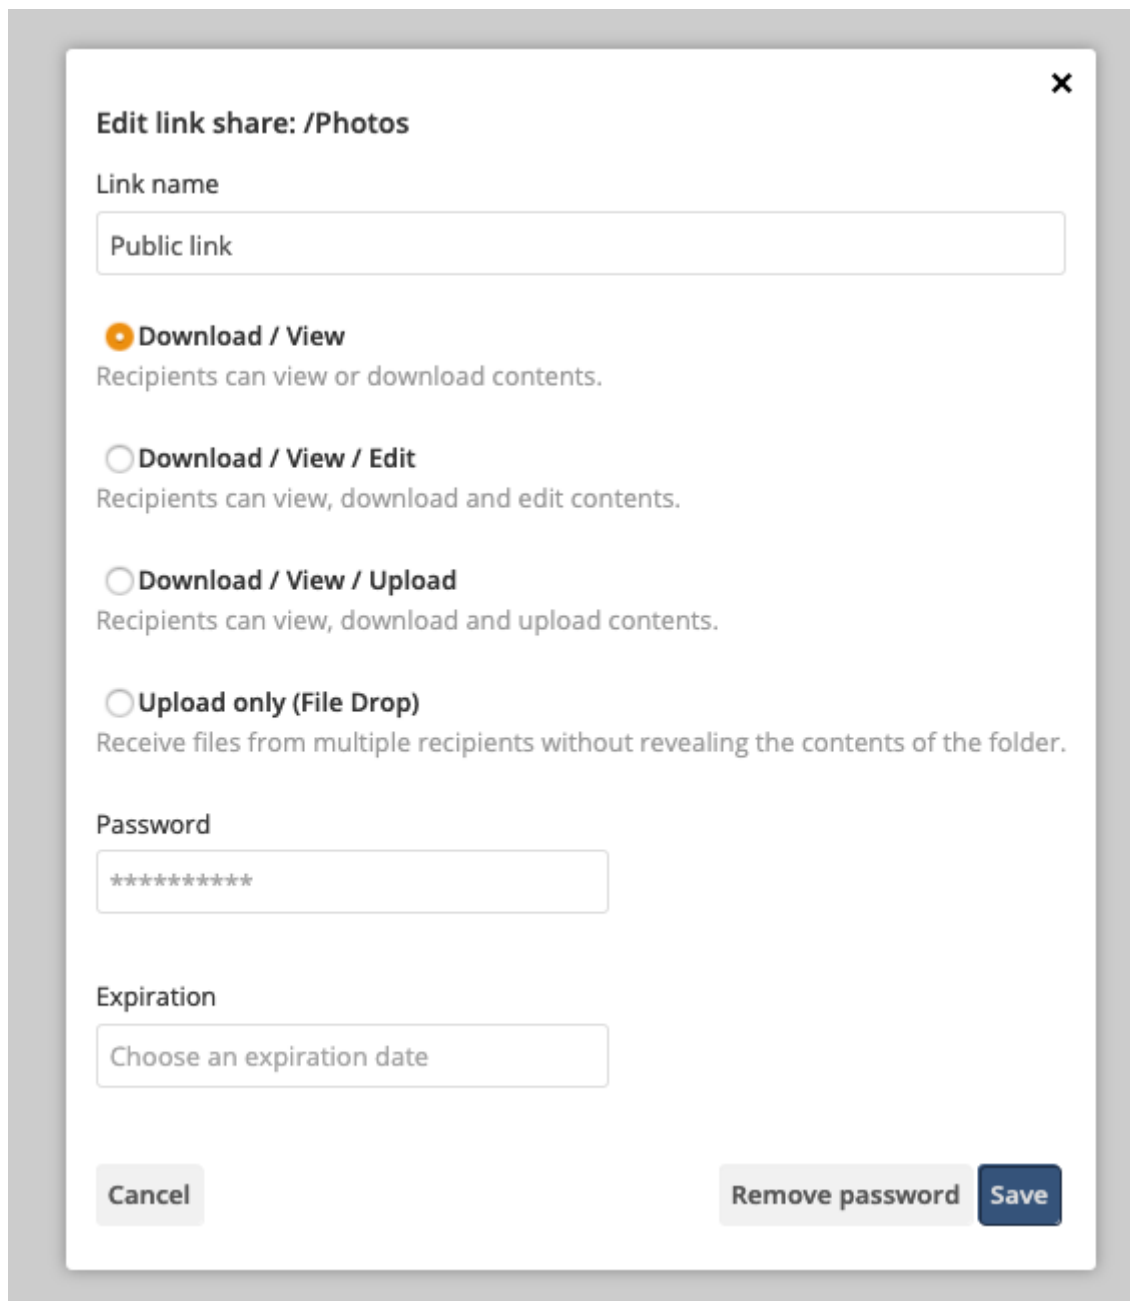 Edit link share: /Photos
Link name
Public link
Download / View
Recipients can view or download contents.
Download / View / Edit
Recipients can view, download and edit contents.
Download / View / Upload
Recipients can view, download and upload contents.
Upload only (File Drop)
Receive files from multiple recipients without revealing the contents of the folder.
Password
**********
Expiration
Choose an expiration date
Cancel Remove password Save